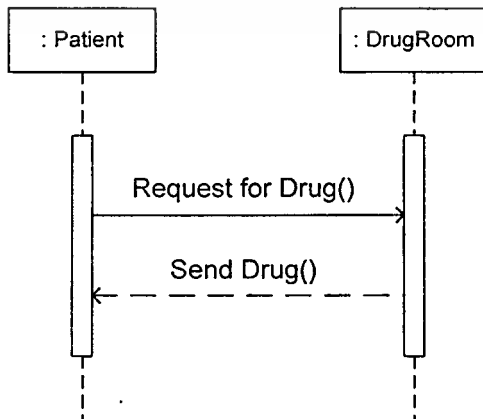 : Patient
: DrugRoom
Request for Drug()
Send Drug()